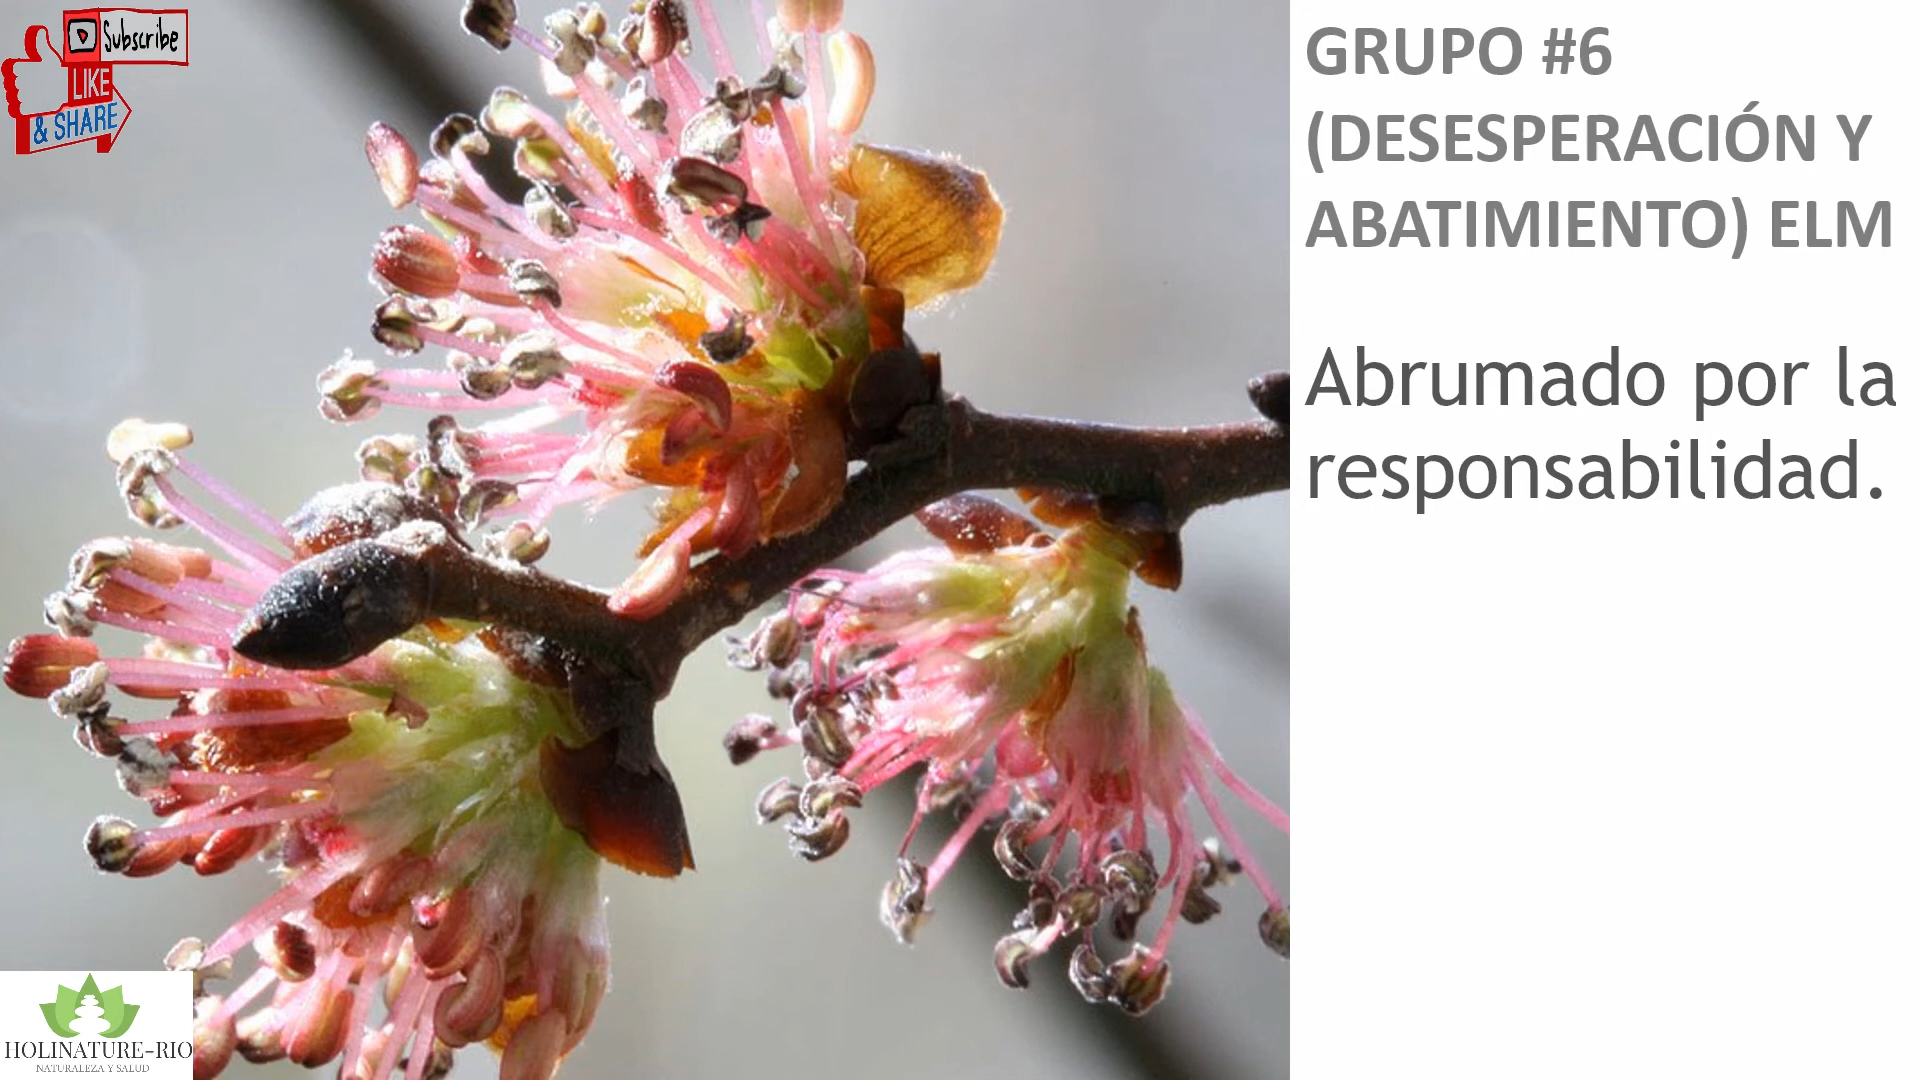 Subscribe
LIKE
& SHARE
GRUPO #6
(DESESPERACIÓN Y
ABATIMIENTO) ELM
Abrumado por la
responsabilidad.
HOLINATURE-RIO
NATURALEZA Y SALUD